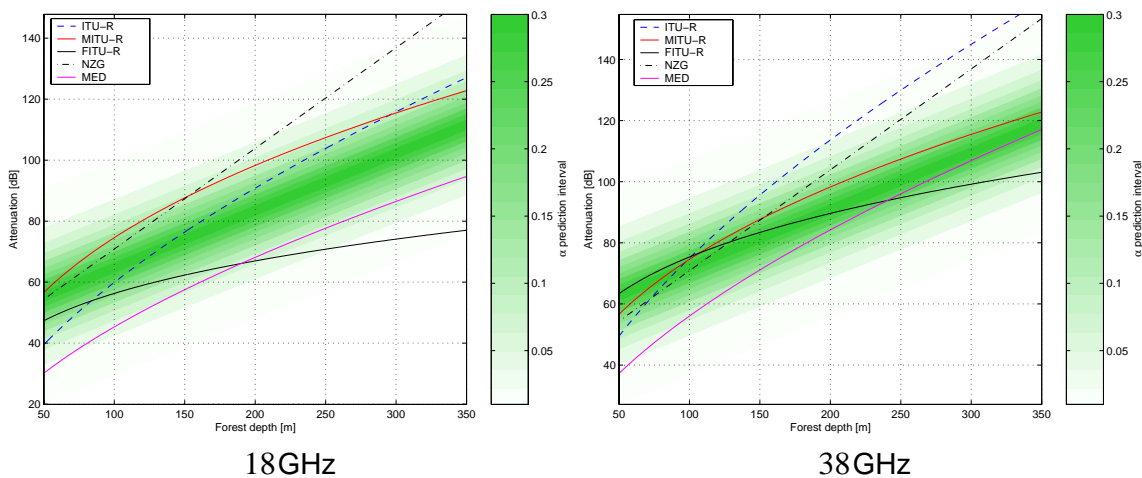 ITU-R
MITU-R
FITU-R
NZG
MED
140
120
100
80
60
40
20
Attenuation [dB]
50
100
150
200
250
300
350
Forest depth [m]
0.3
0.25
0.2
0.15
0.1
0.05
α prediction interval
18GHz
ITU-R
MITU-R
FITU-R
NZG
MED
140
120
100
80
60
40
Attenuation [dB]
50
100
150
200
250
300
350
Forest depth [m]
0.3
0.25
0.2
0.15
0.1
0.05
α prediction interval
38GHz